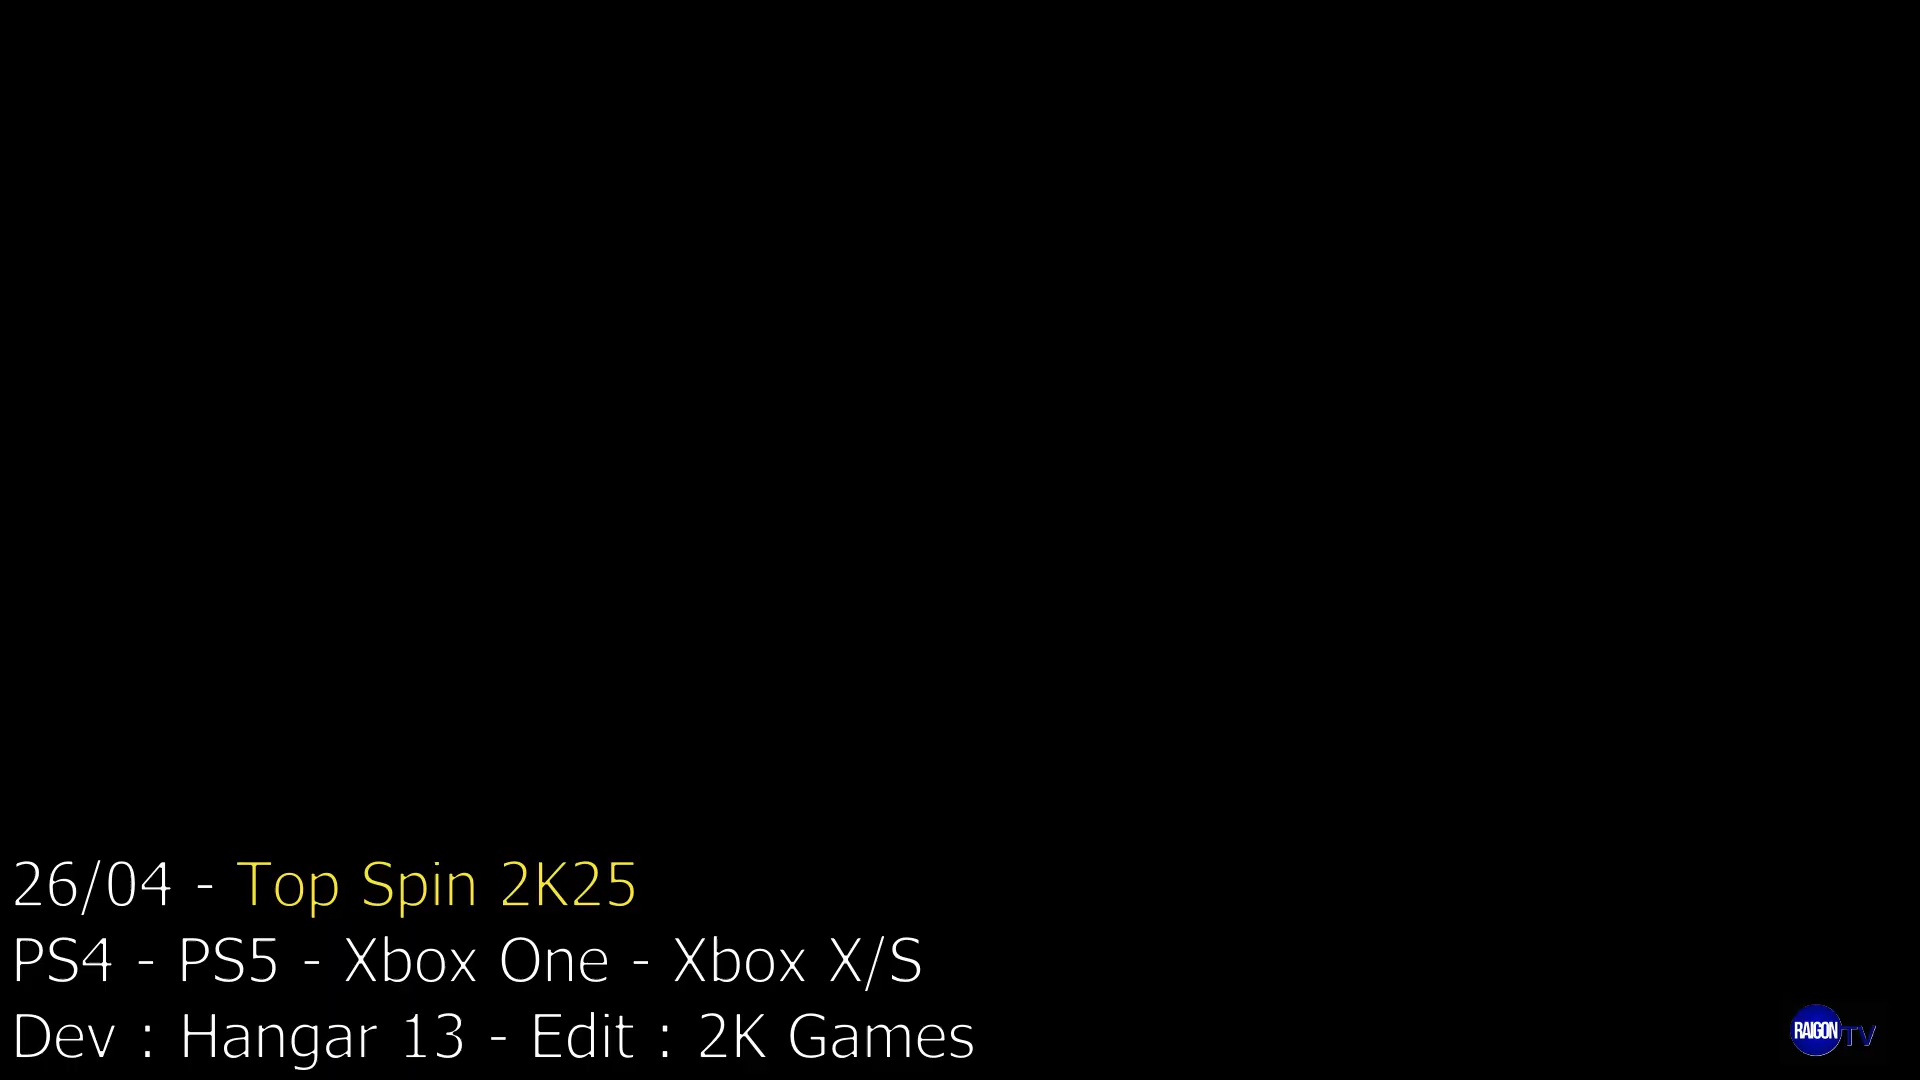 26/04 - Top Spin 2K25
PS4 - PS5 - Xbox One - Xbox X/S
Dev : Hangar 13 - Edit : 2K Games
RAIGON TV